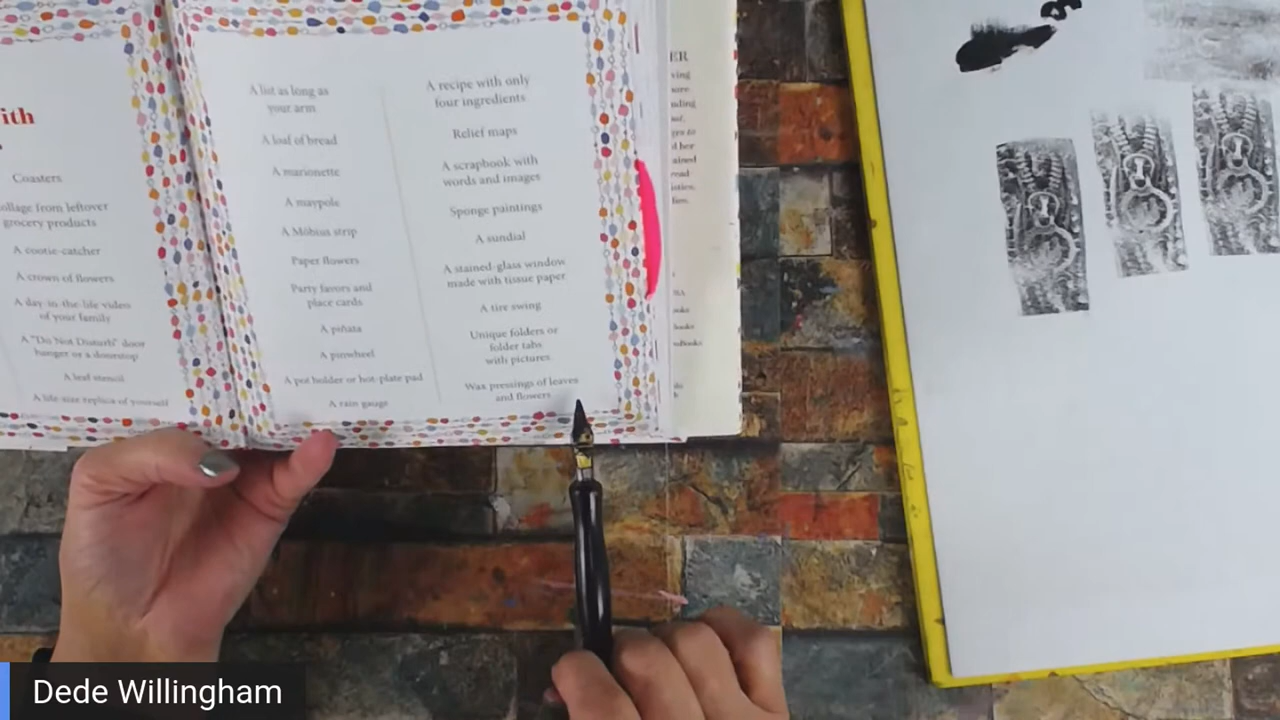 ith
Coasters
ollage from leftover
grocery products
A cootie-catcher
A crown of flowers
A day-in-the-life video
of your family
A "Do Not Disturb" door
hanger or a doorstop
A leaf stencil
A life-size replica of yourself
A list as long as
your arm
A loaf of bread
A marionette
A maypole
A Möbius strip
Paper flowers
Party favors and
place cards
A piñata
A pinwheel
A pot holder or hot-plate pad
A rain gauge
A recipe with only
four ingredients
Relief maps
A scrapbook with
words and images
Sponge paintings
A sundial
A stained-glass window
made with tissue paper
A tire swing
Unique folders or
folder tabs
with pictures
Wax pressings of leaves
and flowers
ER
Dede Willingham